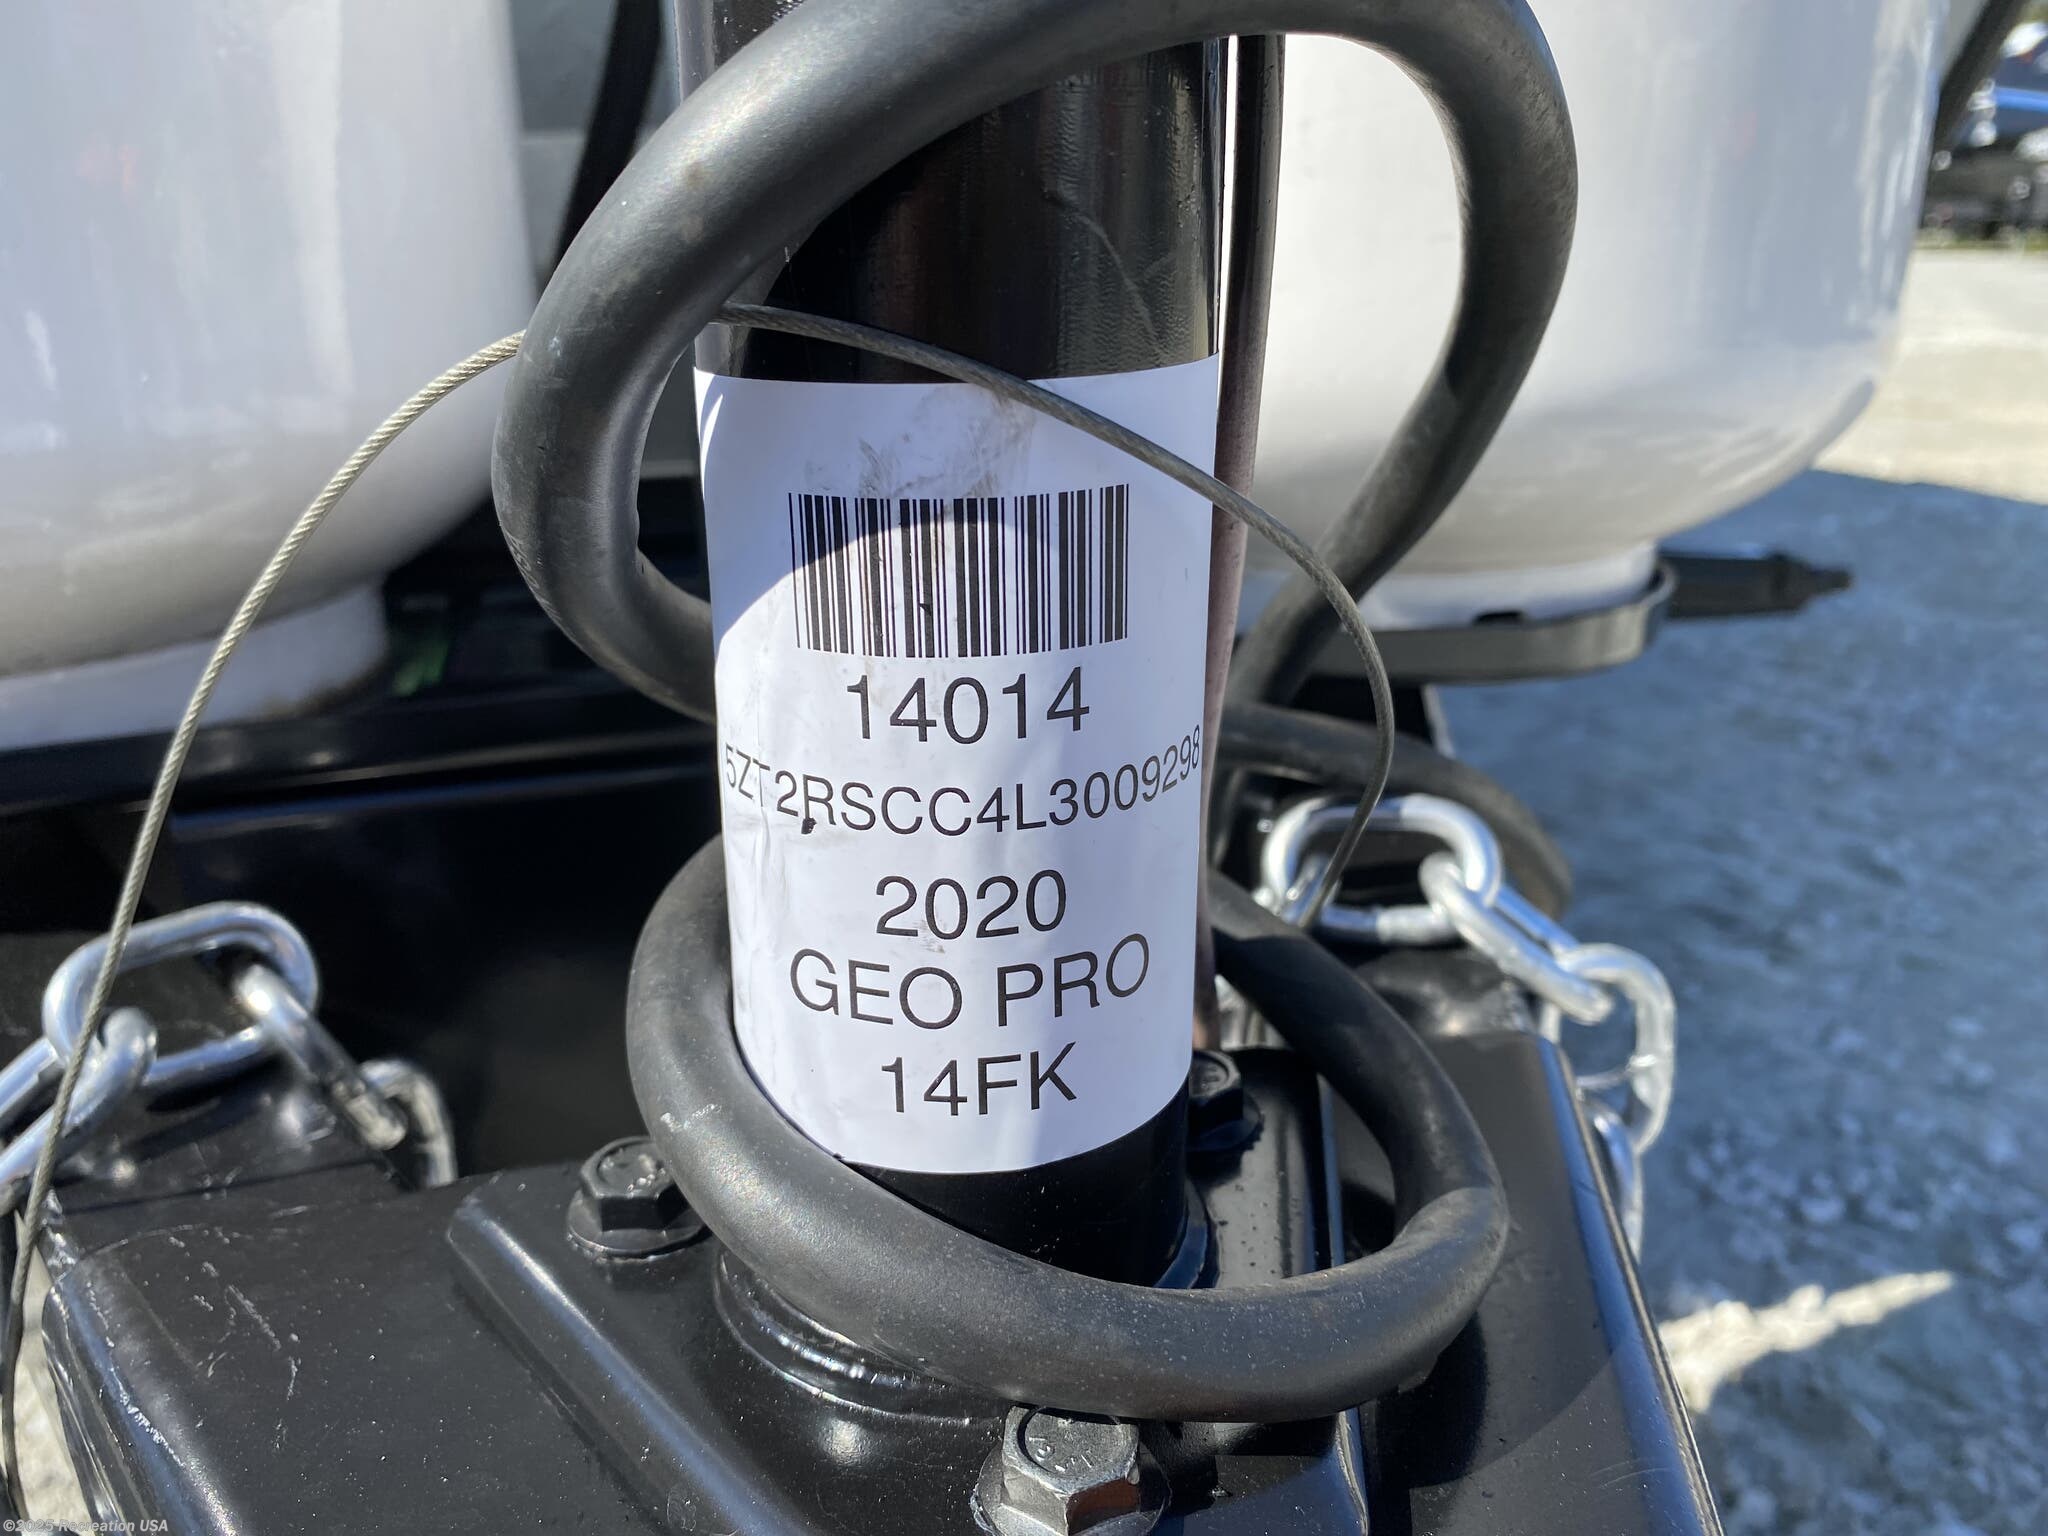 14014
5ZT2RSCC4L3009298
2020
GEO PRO
14FK
©2025 Recreation USA